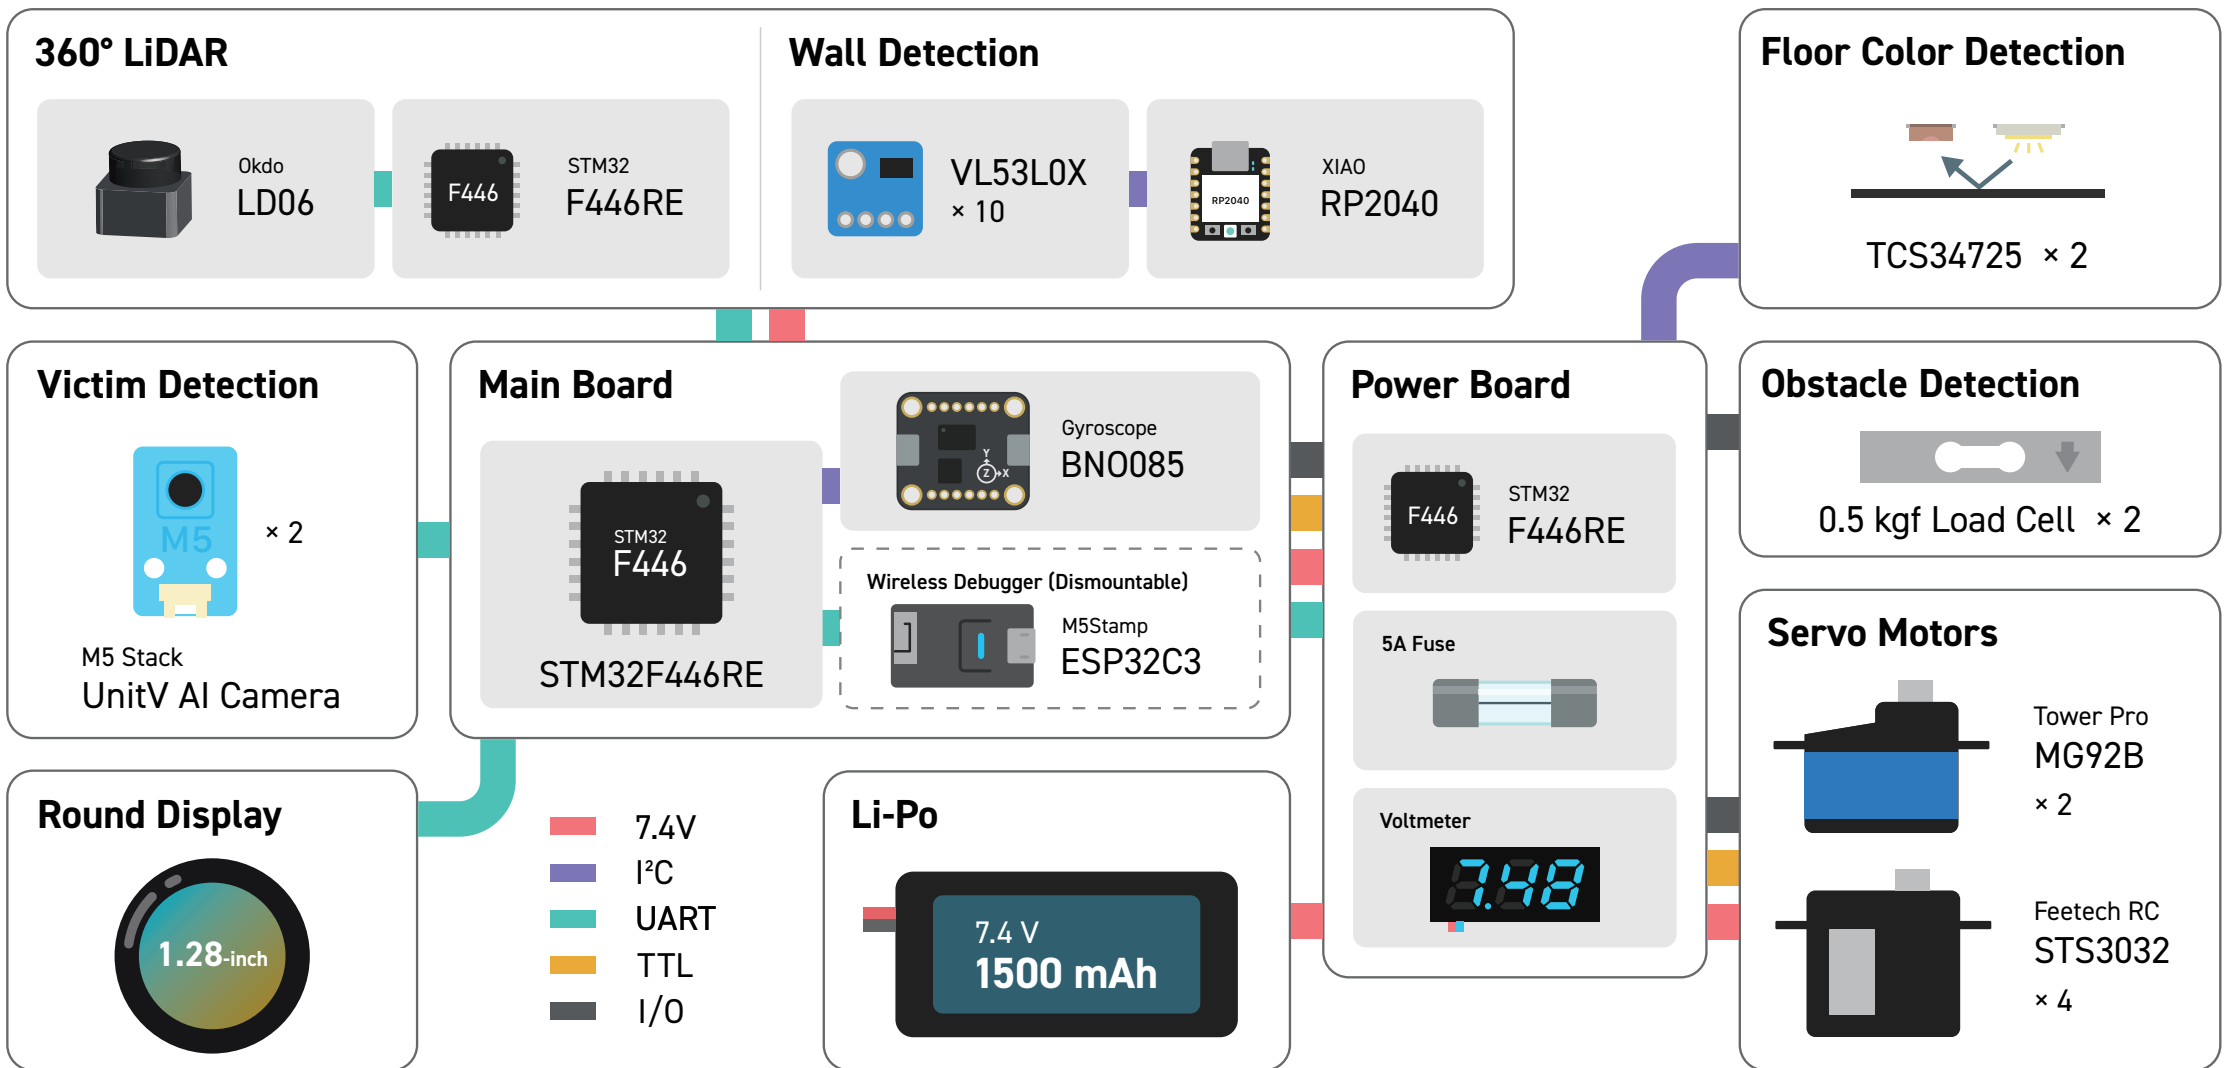 360° LiDAR
Okdo
LD06
F446
STM32
F446RE
Wall Detection
VL53L0X
× 10
RP2040
XIAO
RP2040
Floor Color Detection
TCS34725 × 2
Victim Detection
M5
× 2
M5 Stack
UnitV AI Camera
Main Board
STM32
F446
STM32F446RE
Y
Z X
Gyroscope
BNO085
Wireless Debugger (Dismountable)
M5Stamp
ESP32C3
Power Board
F446
STM32
F446RE
5A Fuse
Voltmeter
7.48
Obstacle Detection
0.5 kgf Load Cell × 2
Servo Motors
Tower Pro
MG92B
× 2
Feetech RC
STS3032
× 4
Round Display
1.28-inch
7.4V
I²C
UART
TTL
I/O
Li-Po
7.4 V
1500 mAh